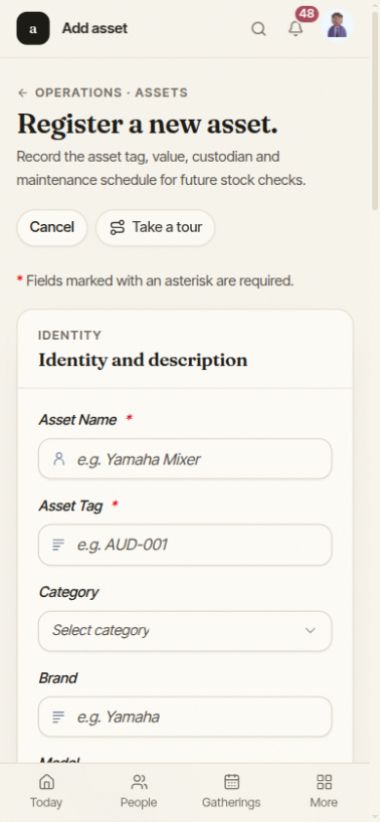 a
Add asset
48
← OPERATIONS · ASSETS
Register a new asset.
Record the asset tag, value, custodian and
maintenance schedule for future stock checks.
Cancel
Take a tour
* Fields marked with an asterisk are required.
IDENTITY
Identity and description
Asset Name *
e.g. Yamaha Mixer
Asset Tag *
e.g. AUD-001
Category
Select category
Brand
e.g. Yamaha
Model
Today
People
Gatherings
More